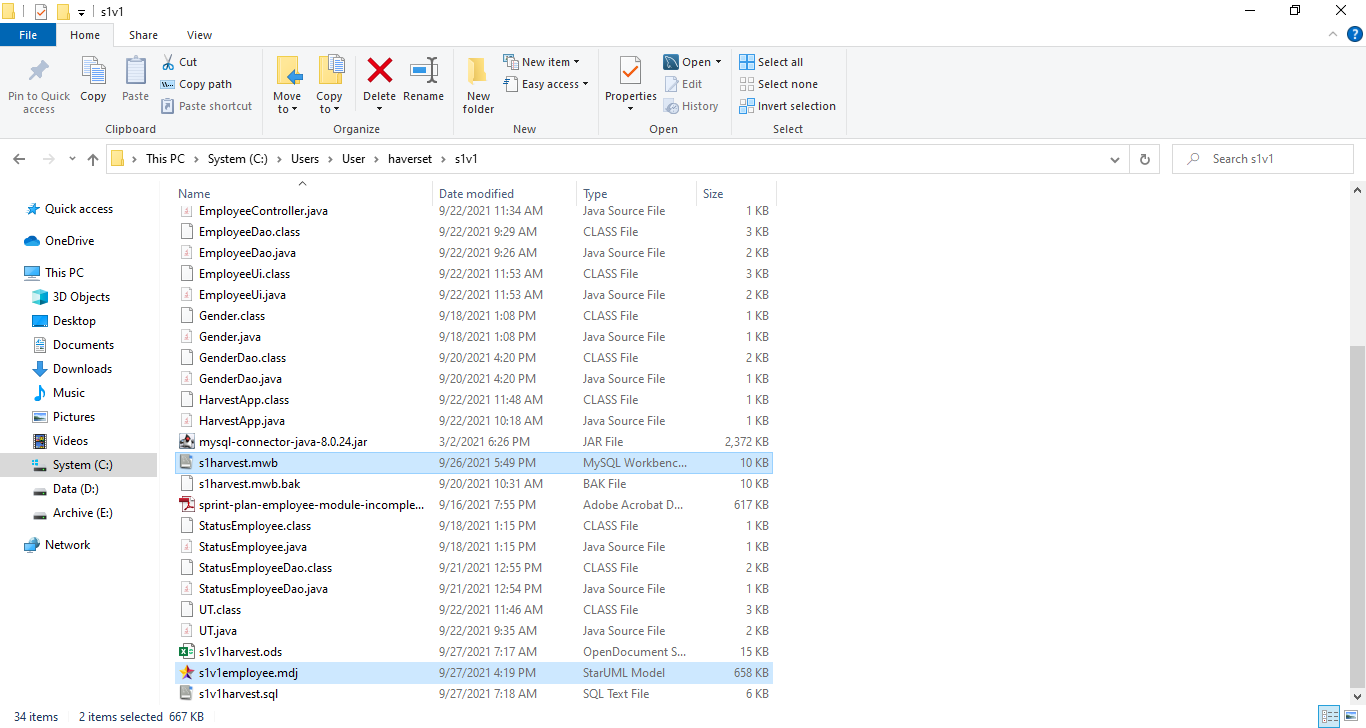 s1v1
File Home Share View
Pin to Quick access
Copy
Paste
Cut
Copy path
Paste shortcut
Clipboard
Move to
Copy to
Delete
Rename
Organize
New folder
New item
Easy access
New
Properties
Open
Edit
History
Open
Select all
Select none
Invert selection
Select
This PC > System (C:) > Users > User > haverset > s1v1
Search s1v1
Quick access
OneDrive
This PC
3D Objects
Desktop
Documents
Downloads
Music
Pictures
Videos
System (C:)
Data (D:)
Archive (E:)
Network
Name Date modified Type Size
EmployeeController.java 9/22/2021 11:34 AM Java Source File 1 KB
EmployeeDao.class 9/22/2021 9:29 AM CLASS File 3 KB
EmployeeDao.java 9/22/2021 9:26 AM Java Source File 2 KB
EmployeeUi.class 9/22/2021 11:53 AM CLASS File 3 KB
EmployeeUi.java 9/22/2021 11:53 AM Java Source File 2 KB
Gender.class 9/18/2021 1:08 PM CLASS File 1 KB
Gender.java 9/18/2021 1:08 PM Java Source File 1 KB
GenderDao.class 9/20/2021 4:20 PM CLASS File 2 KB
GenderDao.java 9/20/2021 4:20 PM Java Source File 1 KB
HarvestApp.class 9/22/2021 11:48 AM CLASS File 1 KB
HarvestApp.java 9/22/2021 10:18 AM Java Source File 1 KB
mysql-connector-java-8.0.24.jar 3/2/2021 6:26 PM JAR File 2,372 KB
s1harvest.mwb 9/26/2021 5:49 PM MySQL Workbenc... 10 KB
s1harvest.mwb.bak 9/20/2021 10:31 AM BAK File 10 KB
sprint-plan-employee-module-incomple... 9/16/2021 7:55 PM Adobe Acrobat D... 617 KB
StatusEmployee.class 9/18/2021 1:15 PM CLASS File 1 KB
StatusEmployee.java 9/18/2021 1:15 PM Java Source File 1 KB
StatusEmployeeDao.class 9/21/2021 12:55 PM CLASS File 2 KB
StatusEmployeeDao.java 9/21/2021 12:54 PM Java Source File 1 KB
UT.class 9/22/2021 11:46 AM CLASS File 3 KB
UT.java 9/22/2021 9:35 AM Java Source File 2 KB
s1v1harvest.ods 9/27/2021 7:17 AM OpenDocument S... 15 KB
s1v1employee.mdj 9/27/2021 4:19 PM StarUML Model 658 KB
s1v1harvest.sql 9/27/2021 7:18 AM SQL Text File 6 KB
34 items 2 items selected 667 KB